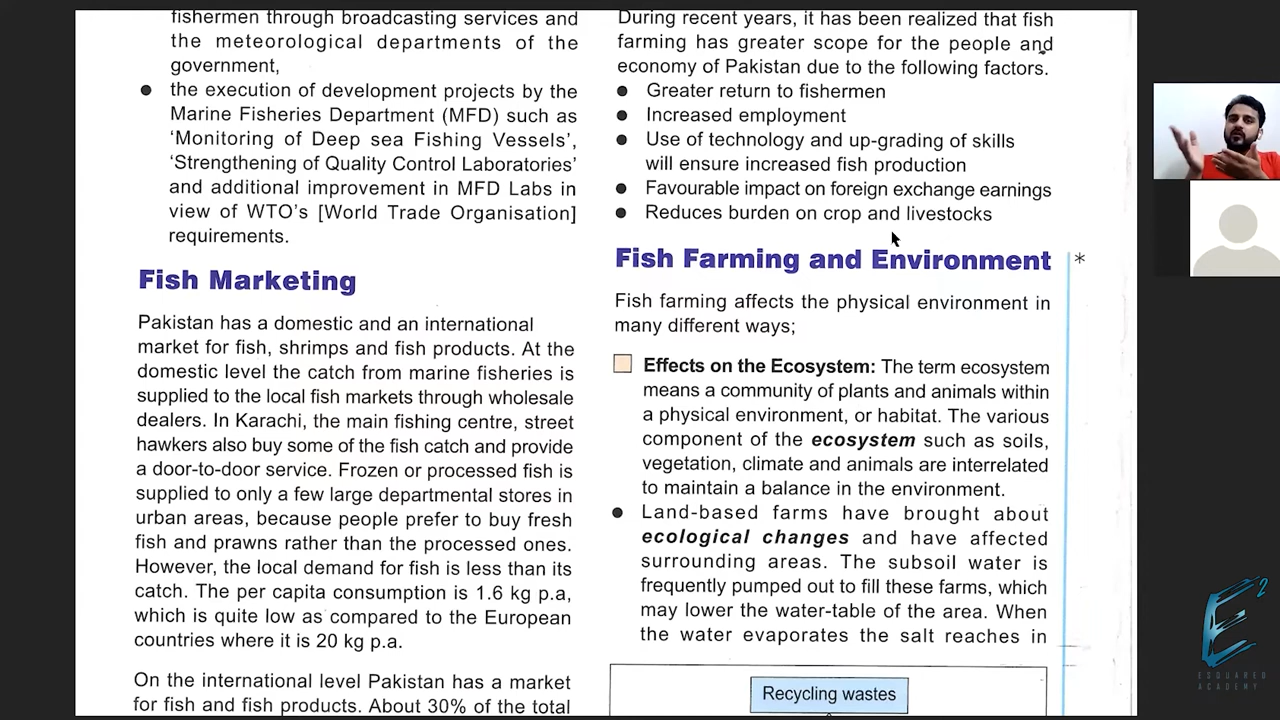 fishermen through broadcasting services and
the meteorological departments of the
government,
● the execution of development projects by the
Marine Fisheries Department (MFD) such as
‘Monitoring of Deep sea Fishing Vessels’,
‘Strengthening of Quality Control Laboratories’
and additional improvement in MFD Labs in
view of WTO’s [World Trade Organisation]
requirements.
Fish Marketing
Pakistan has a domestic and an international
market for fish, shrimps and fish products. At the
domestic level the catch from marine fisheries is
supplied to the local fish markets through wholesale
dealers. In Karachi, the main fishing centre, street
hawkers also buy some of the fish catch and provide
a door-to-door service. Frozen or processed fish is
supplied to only a few large departmental stores in
urban areas, because people prefer to buy fresh
fish and prawns rather than the processed ones.
However, the local demand for fish is less than its
catch. The per capita consumption is 1.6 kg p.a,
which is quite low as compared to the European
countries where it is 20 kg p.a.
On the international level Pakistan has a market
for fish and fish products. About 30% of the total
During recent years, it has been realized that fish
farming has greater scope for the people and
economy of Pakistan due to the following factors.
● Greater return to fishermen
● Increased employment
● Use of technology and up-grading of skills
will ensure increased fish production
● Favourable impact on foreign exchange earnings
● Reduces burden on crop and livestocks
Fish Farming and Environment *
Fish farming affects the physical environment in
many different ways;
Effects on the Ecosystem: The term ecosystem
means a community of plants and animals within
a physical environment, or habitat. The various
component of the ecosystem such as soils,
vegetation, climate and animals are interrelated
to maintain a balance in the environment.
● Land-based farms have brought about
ecological changes and have affected
surrounding areas. The subsoil water is
frequently pumped out to fill these farms, which
may lower the water-table of the area. When
the water evaporates the salt reaches in
Recycling wastes
E2
ESQUARED
ACADEMY